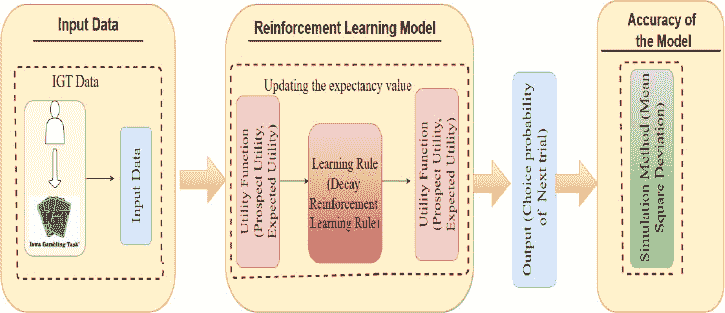 Input Data
IGT Data
Iowa Gambling Task
Input Data
Reinforcement Learning Model
Updating the expectancy value
Utility Function
(Prospect Utility,
Expected Utility)
Learning Rule
(Decay
Reinforcement
Learning Rule)
Utility Function
(Prospect Utility,
Expected Utility)
Output (Choice probability
of Next trial)
Accuracy of
the Model
Simulation Method (Mean
Square Deviation)